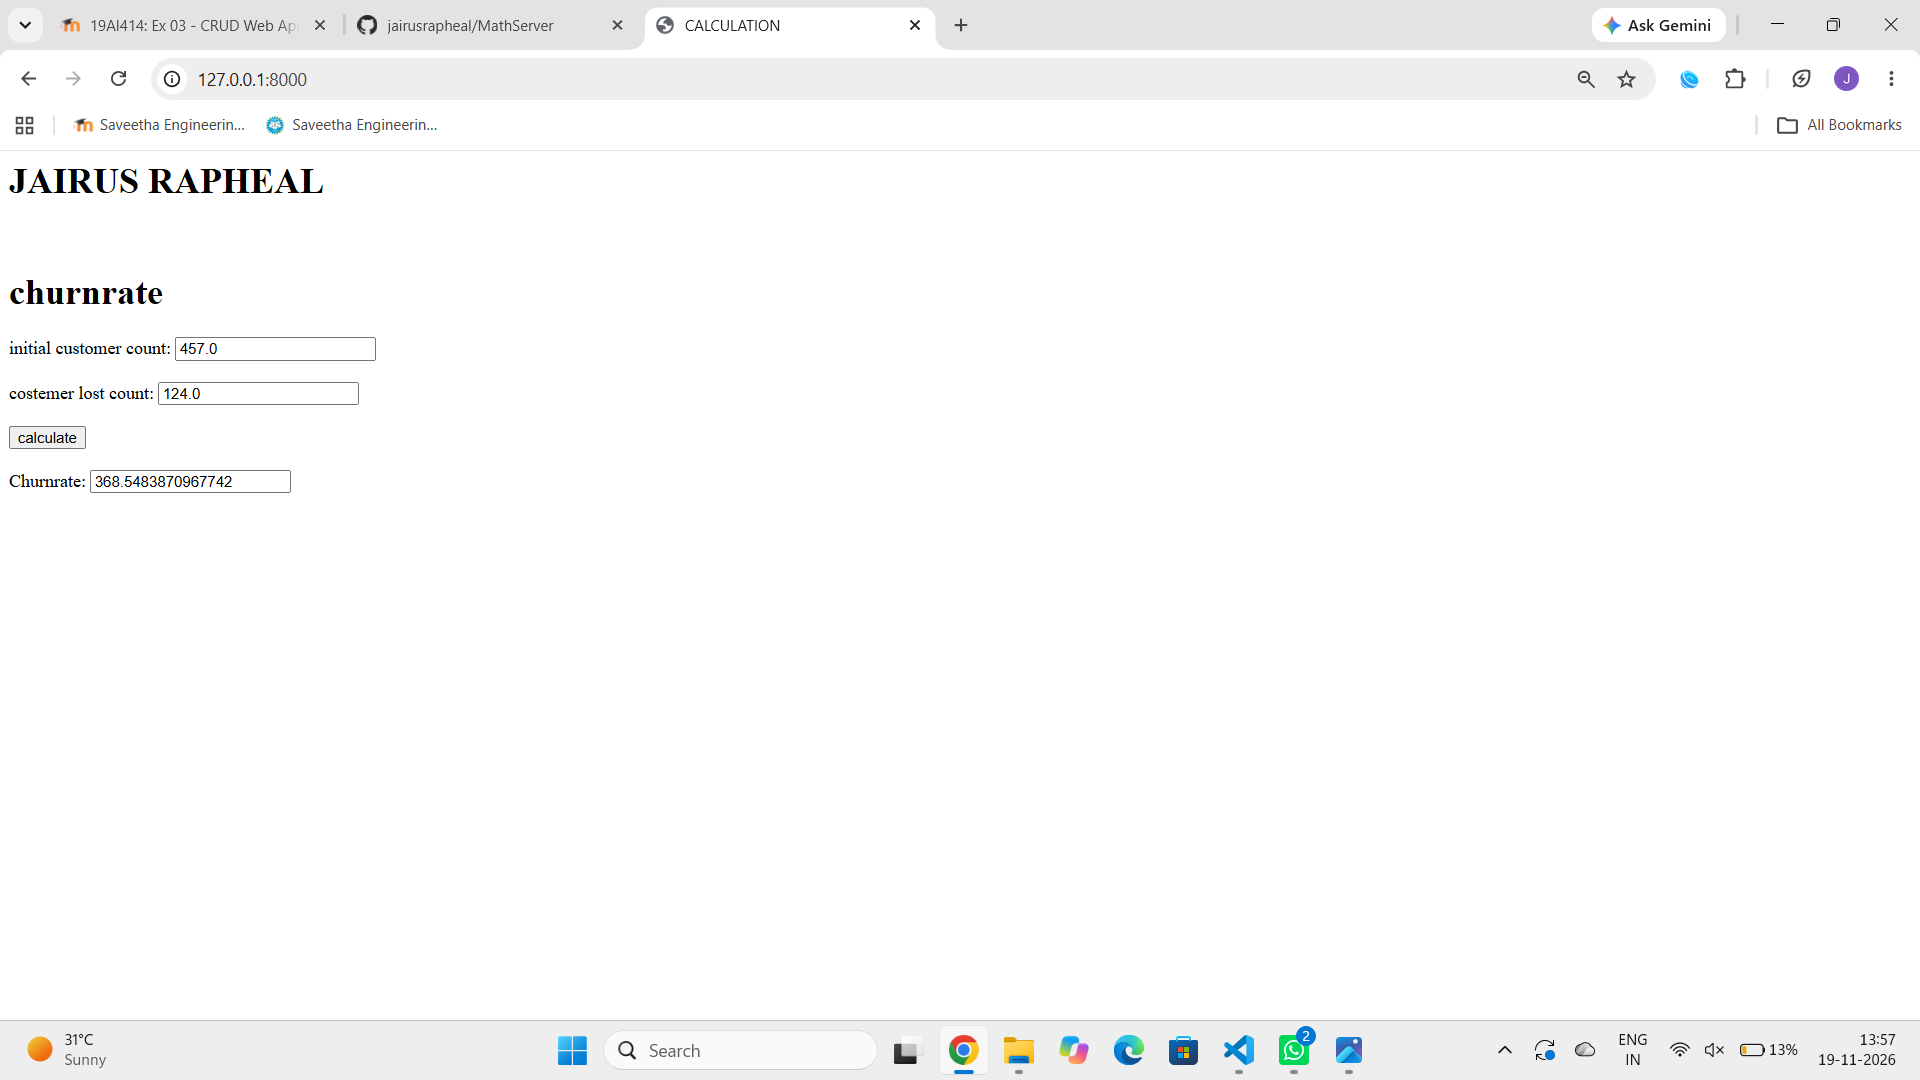 19AI414: Ex 03 - CRUD Web Ap
jairusrapheal/MathServer
CALCULATION
Ask Gemini
127.0.0.1:8000
J
Saveetha Engineerin...
Saveetha Engineerin...
All Bookmarks
JAIRUS RAPHEAL
churnrate
initial customer count: 457.0
costemer lost count: 124.0
calculate
Churnrate: 368.5483870967742
31°C
Sunny
Search
2
ENG
IN
13%
13:57
19-11-2026